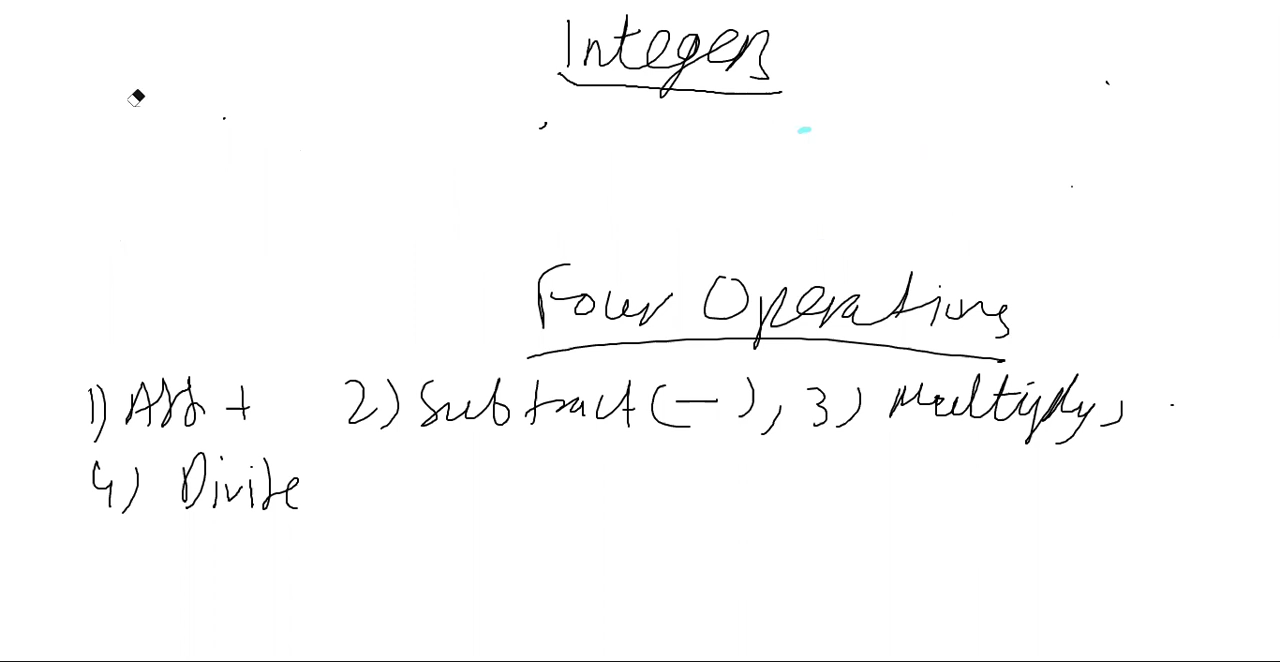 Integers
Four Operations
1) Add + 2) Subtract (-), 3) Multiply,
4) Divide